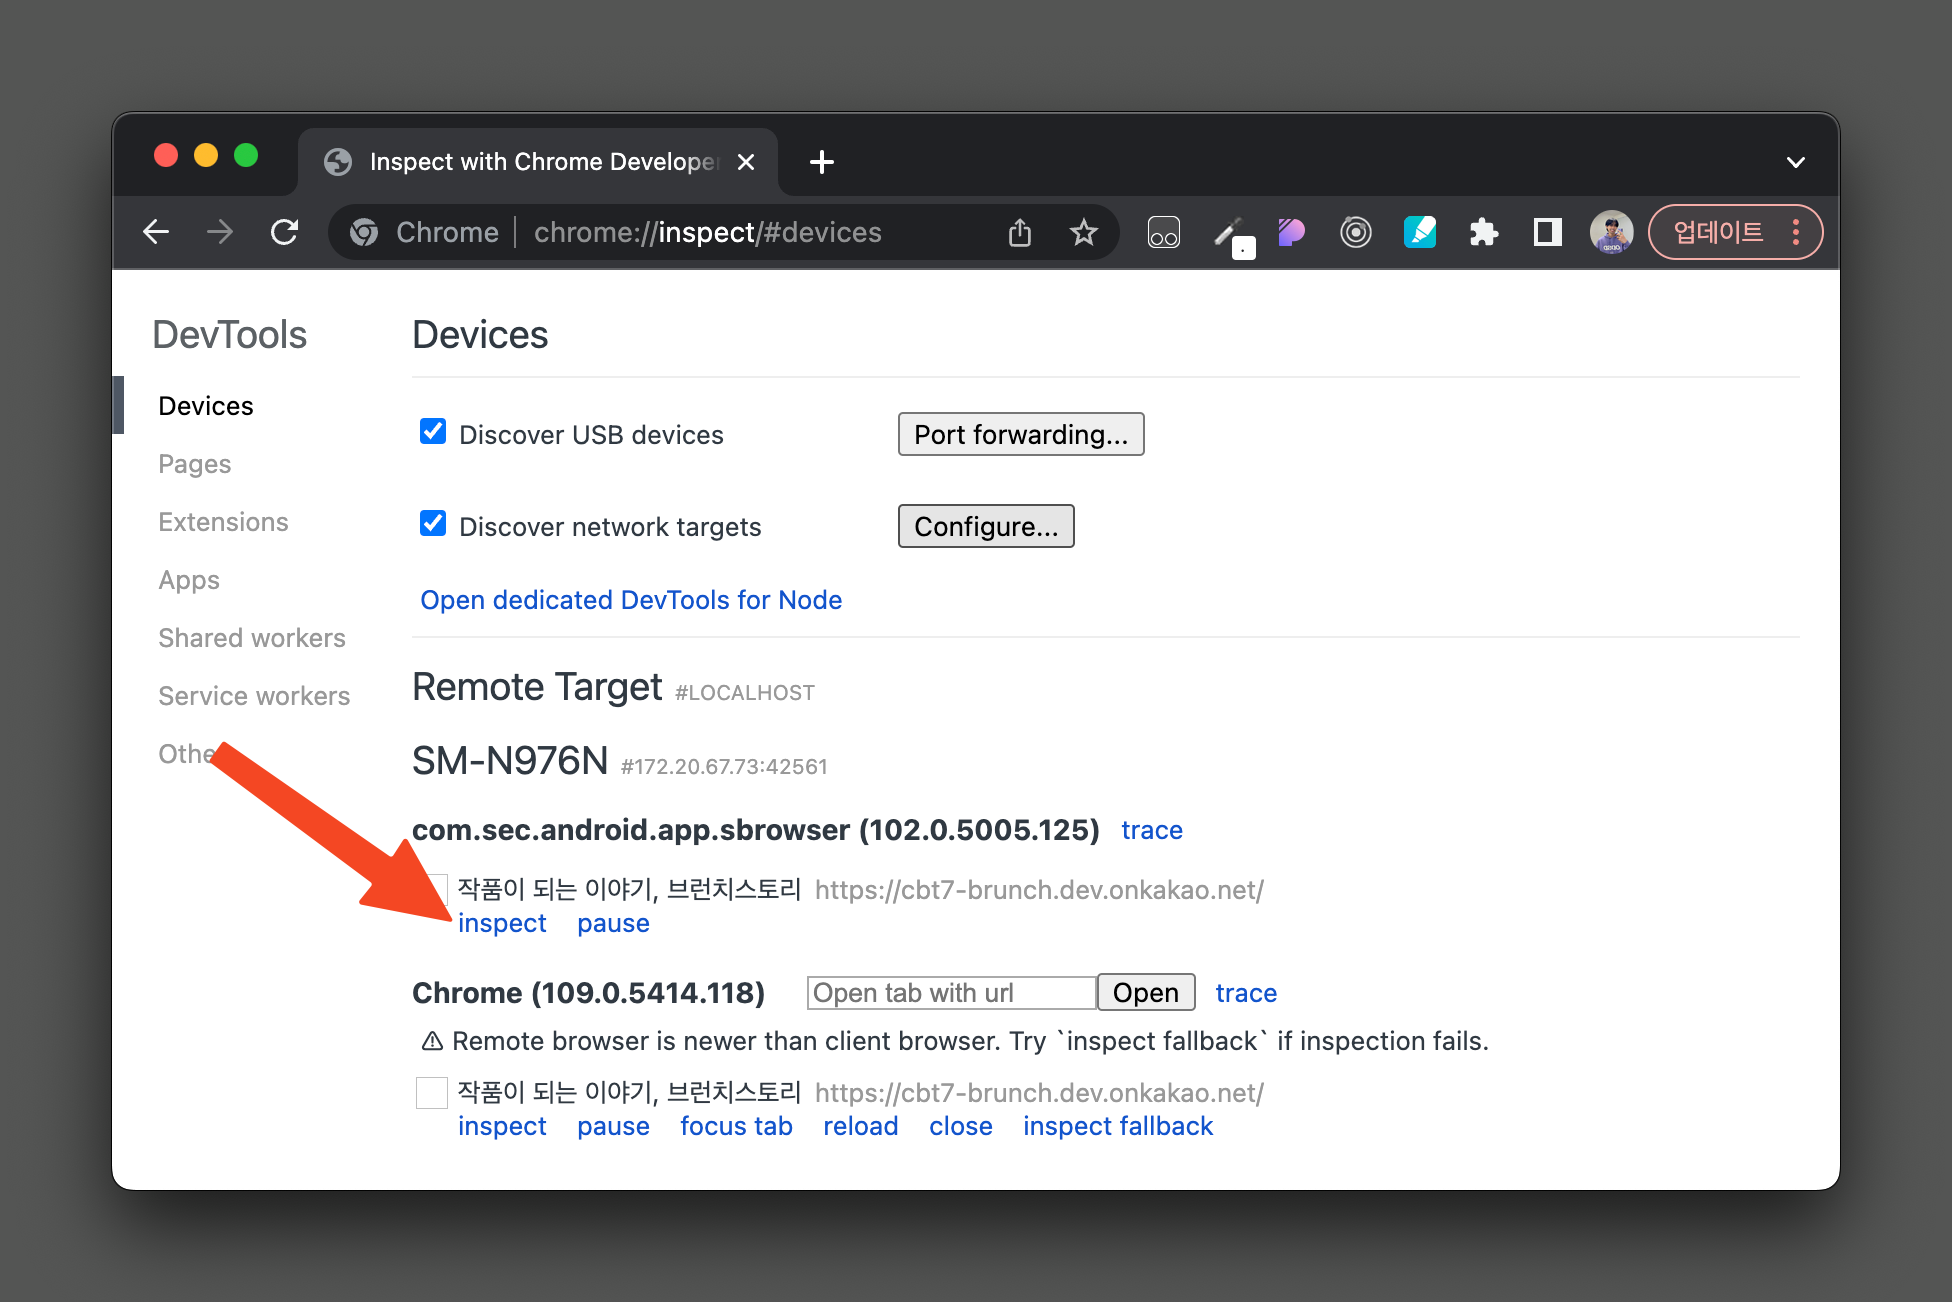 Inspect with Chrome Developer
Chrome chrome://inspect/#devices
업데이트
DevTools
Devices
Pages
Extensions
Apps
Shared workers
Service workers
Devices
Discover USB devices Port forwarding...
Discover network targets Configure...
Open dedicated DevTools for Node
Remote Target #LOCALHOST
SM-N976N #172.20.67.73:42561
com.sec.android.app.sbrowser (102.0.5005.125) trace
작품이 되는 이야기, 브런치스토리 https://cbt7-brunch.dev.onkakao.net/
inspect pause
Chrome (109.0.5414.118) Open tab with url Open trace
⚠ Remote browser is newer than client browser. Try `inspect fallback` if inspection fails.
작품이 되는 이야기, 브런치스토리 https://cbt7-brunch.dev.onkakao.net/
inspect pause focus tab reload close inspect fallback